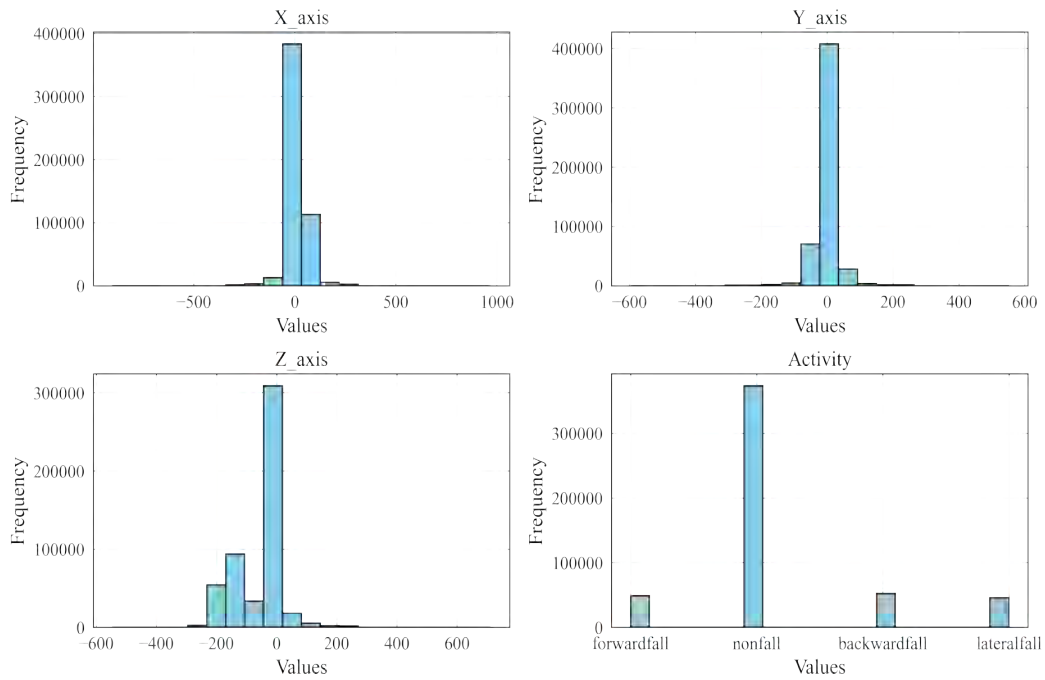 X_axis
Frequency
400000
300000
200000
100000
0
−500
0
500
1000
Values
Y_axis
Frequency
400000
300000
200000
100000
0
−600
−400
−200
0
200
400
600
Values
Z_axis
Frequency
300000
200000
100000
0
−600
−400
−200
0
200
400
600
Values
Activity
Frequency
300000
200000
100000
0
forwardfall
nonfall
backwardfall
lateralfall
Values